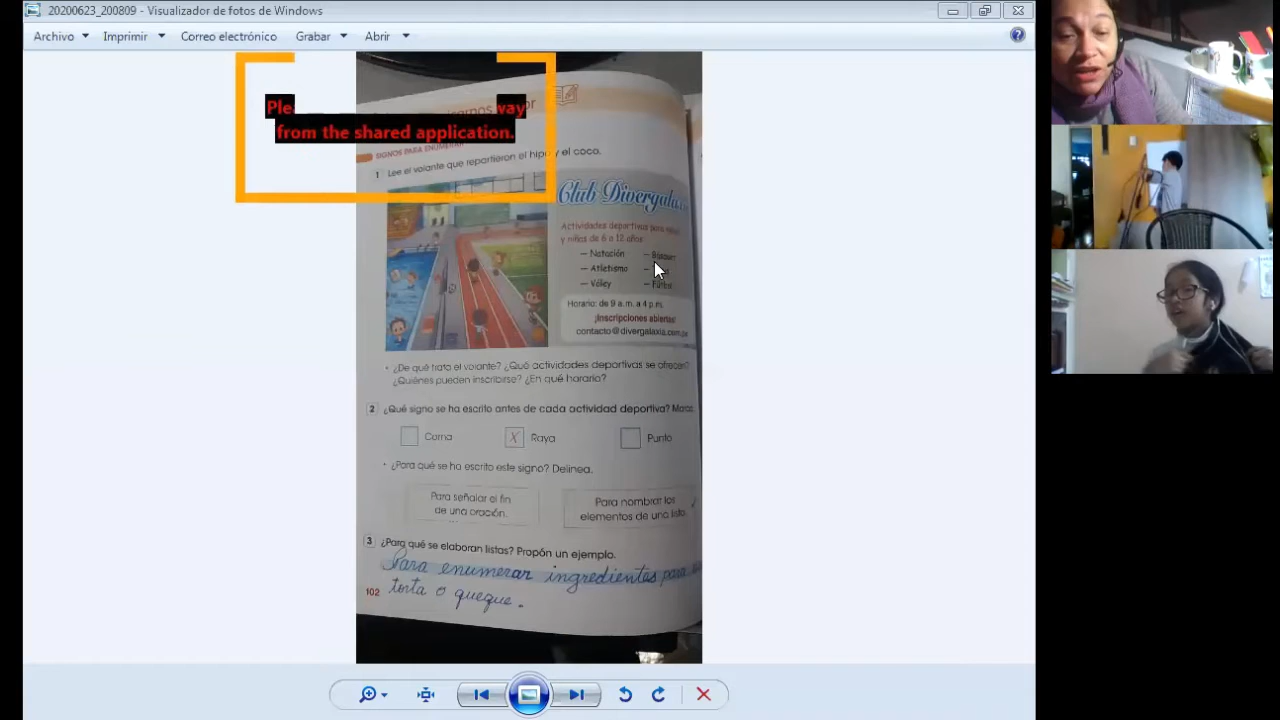 20200623_200809 - Visualizador de fotos de Windows
Archivo Imprimir Correo electrónico Grabar Abrir
way
from the shared application.
SIGNOS PARA ENUMERAR
1 Lee el volante que repartieron el hipo y el coco.
Club Divergala
Actividades deportivas para niños
y niñas de 6 a 12 años
— Natación — Básquet
— Atletismo —
— Vóley — Fútbol
Horario: de 9 a.m. a 4 p.m.
¡Inscripciones abiertas!
contacto@divergalaxia.com.pe
• ¿De qué trata el volante? ¿Qué actividades deportivas se ofrecen?
¿Quiénes pueden inscribirse? ¿En qué horario?
2 ¿Qué signo se ha escrito antes de cada actividad deportiva? Marca.
Coma X Raya Punto
• ¿Para qué se ha escrito este signo? Delinea.
Para señalar el fin
de una oración.
Para nombrar los
elementos de una lista.
3 ¿Para qué se elaboran listas? Propón un ejemplo.
Para enumerar ingredientes para
torta o queque.
102